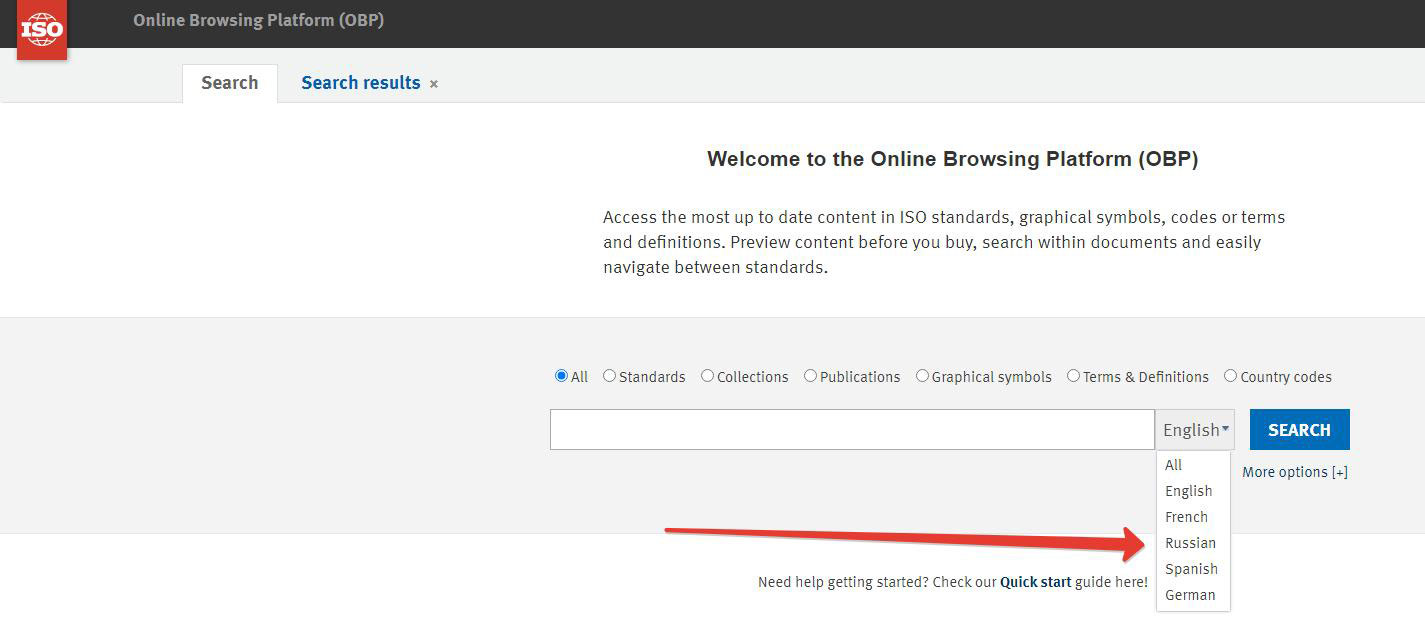 ISO
Online Browsing Platform (OBP)
Search
Search results ×
Welcome to the Online Browsing Platform (OBP)
Access the most up to date content in ISO standards, graphical symbols, codes or terms
and definitions. Preview content before you buy, search within documents and easily
navigate between standards.
All Standards Collections Publications Graphical symbols Terms & Definitions Country codes
English SEARCH
All
More options [+]
English
French
Russian
Spanish
German
Need help getting started? Check our Quick start guide here!